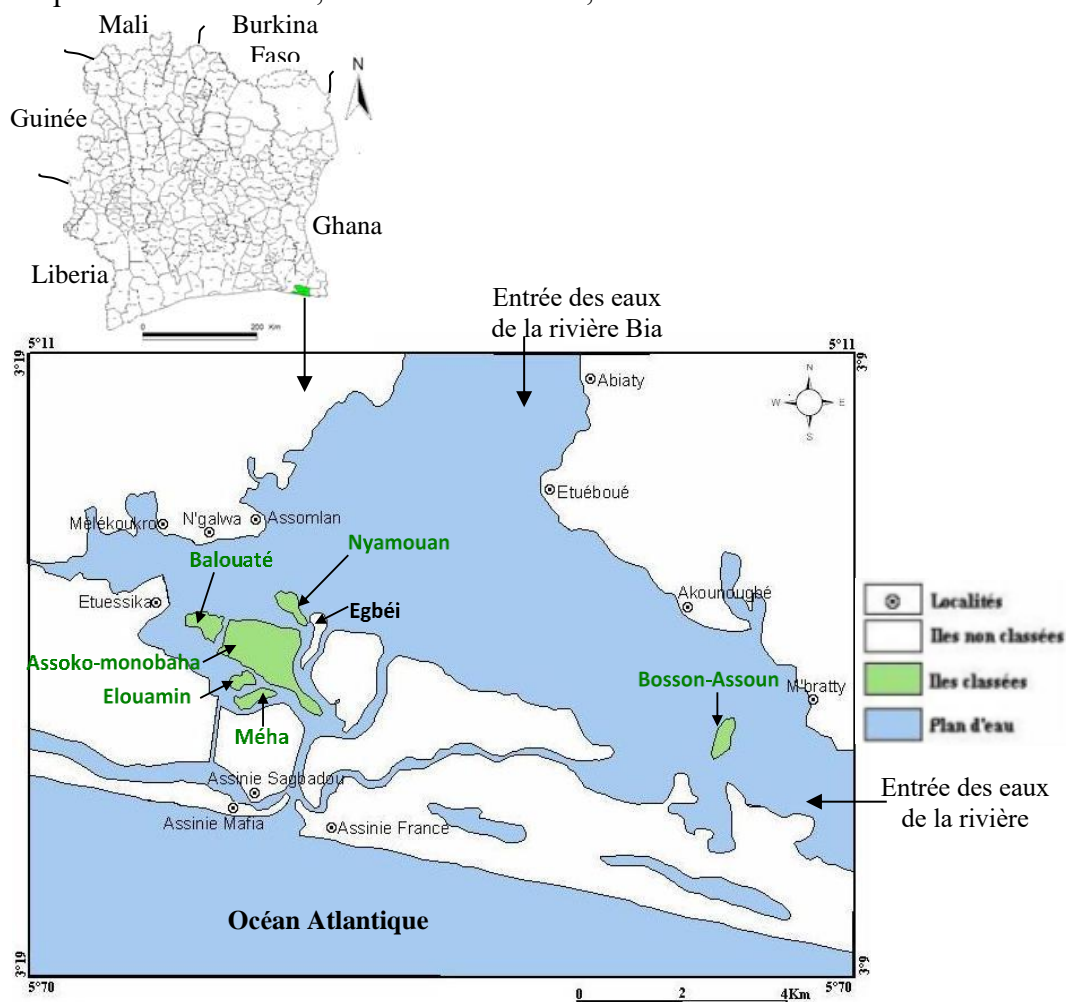 Mali
Burkina
Faso
N
Guinée
Ghana
Liberia
0 200 Km
Entrée des eaux
de la rivière Bia
5°11
5°11
3°19
3°9
Abiaty
N
W E
S
Etuéboué
Mélékoukro
N'galwa
Assomlan
Nyamouan
Balouaté
Etuessika
Egbéi
Akounougbé
Localités
Iles non classées
Assoko-monobaha
Elouamin
Bosson-Assoun
M'bratty
Iles classées
Méha
Plan d'eau
Assinie Sagbadou
Entrée des eaux
de la rivière
Assinie Mafia
Assinie France
Océan Atlantique
3°19
3°9
5°70
5°70
0 2 4Km